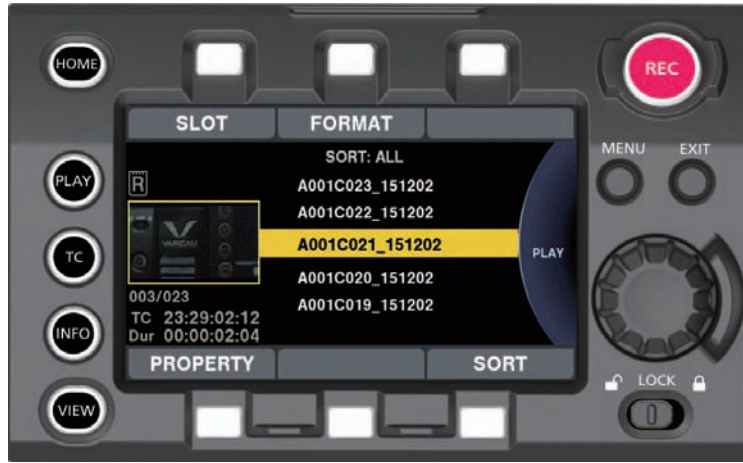 HOME
REC
SLOT FORMAT
MENU EXIT
SORT: ALL
PLAY
R
A001C023_151202
A001C022_151202
VARICAM
A001C021_151202
PLAY
TC
A001C020_151202
003/023
A001C019_151202
TC 23:29:02:12
INFO
Dur 00:00:02:04
PROPERTY SORT
LOCK
VIEW